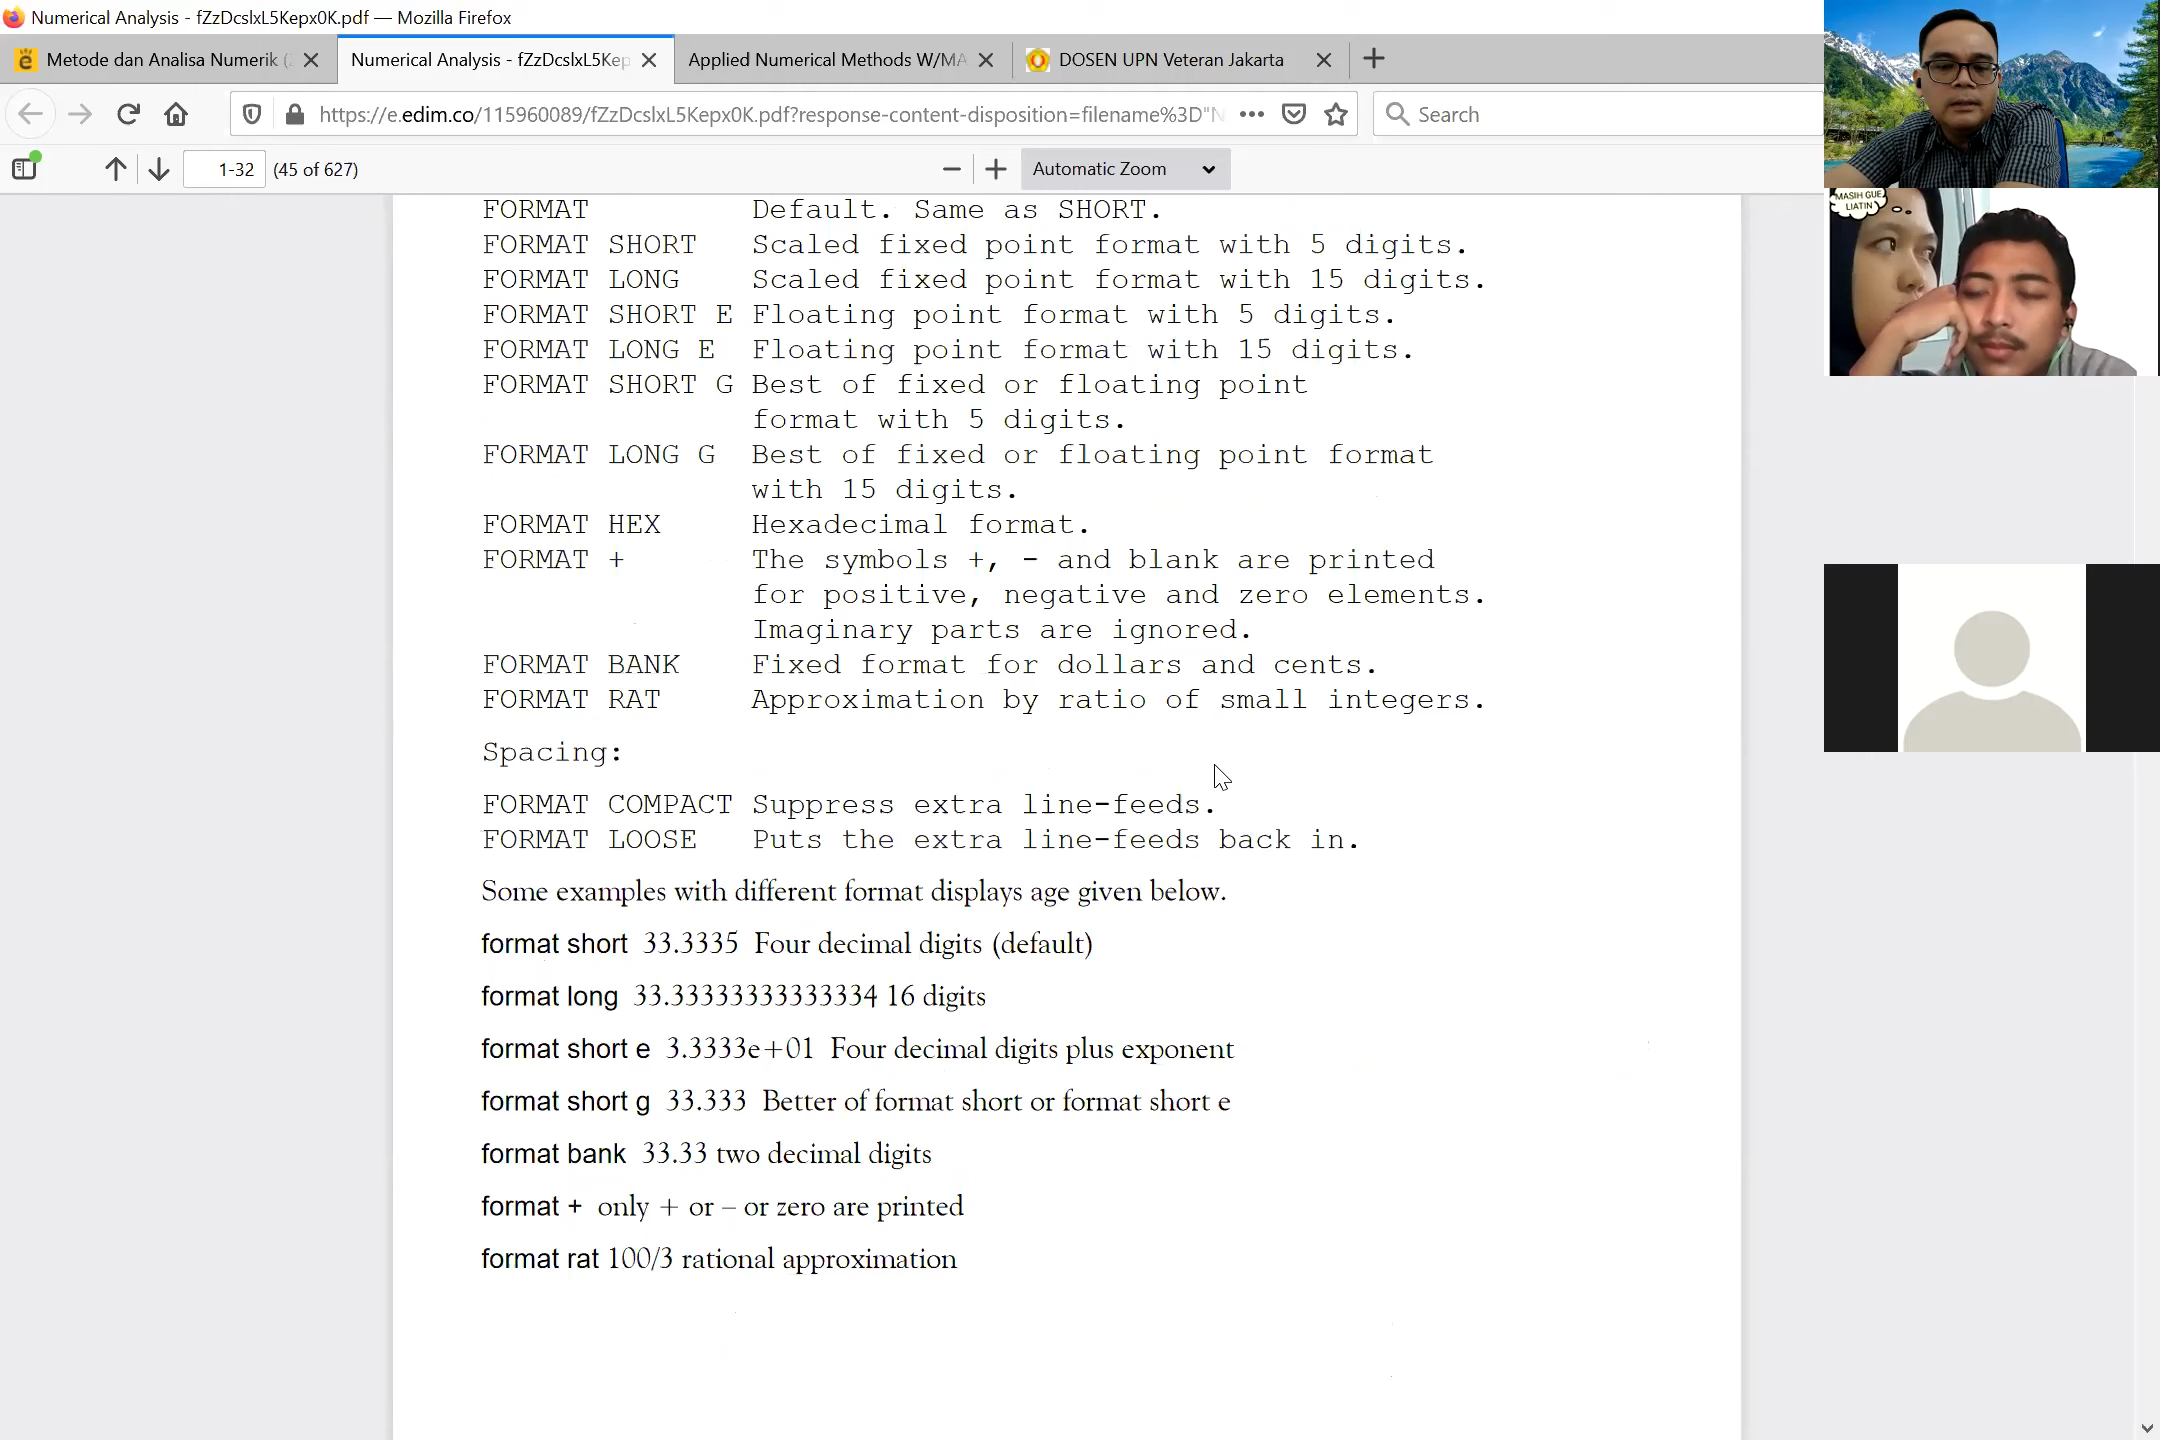 Numerical Analysis - fZzDcslxL5Kepx0K.pdf — Mozilla Firefox
Metode dan Analisa Numerik (
Numerical Analysis - fZzDcslxL5Kep
Applied Numerical Methods W/MA
DOSEN UPN Veteran Jakarta
https://e.edim.co/115960089/fZzDcslxL5Kepx0K.pdf?response-content-disposition=filename%3D"N
Search
1-32 (45 of 627)
Automatic Zoom
MASIH GUE
LIATIN
FORMAT Default. Same as SHORT.
FORMAT SHORT Scaled fixed point format with 5 digits.
FORMAT LONG Scaled fixed point format with 15 digits.
FORMAT SHORT E Floating point format with 5 digits.
FORMAT LONG E Floating point format with 15 digits.
FORMAT SHORT G Best of fixed or floating point
format with 5 digits.
FORMAT LONG G Best of fixed or floating point format
with 15 digits.
FORMAT HEX Hexadecimal format.
FORMAT + The symbols +, - and blank are printed
for positive, negative and zero elements.
Imaginary parts are ignored.
FORMAT BANK Fixed format for dollars and cents.
FORMAT RAT Approximation by ratio of small integers.
Spacing:
FORMAT COMPACT Suppress extra line-feeds.
FORMAT LOOSE Puts the extra line-feeds back in.
Some examples with different format displays age given below.
format short 33.3335 Four decimal digits (default)
format long 33.33333333333334 16 digits
format short e 3.3333e+01 Four decimal digits plus exponent
format short g 33.333 Better of format short or format short e
format bank 33.33 two decimal digits
format + only + or – or zero are printed
format rat 100/3 rational approximation